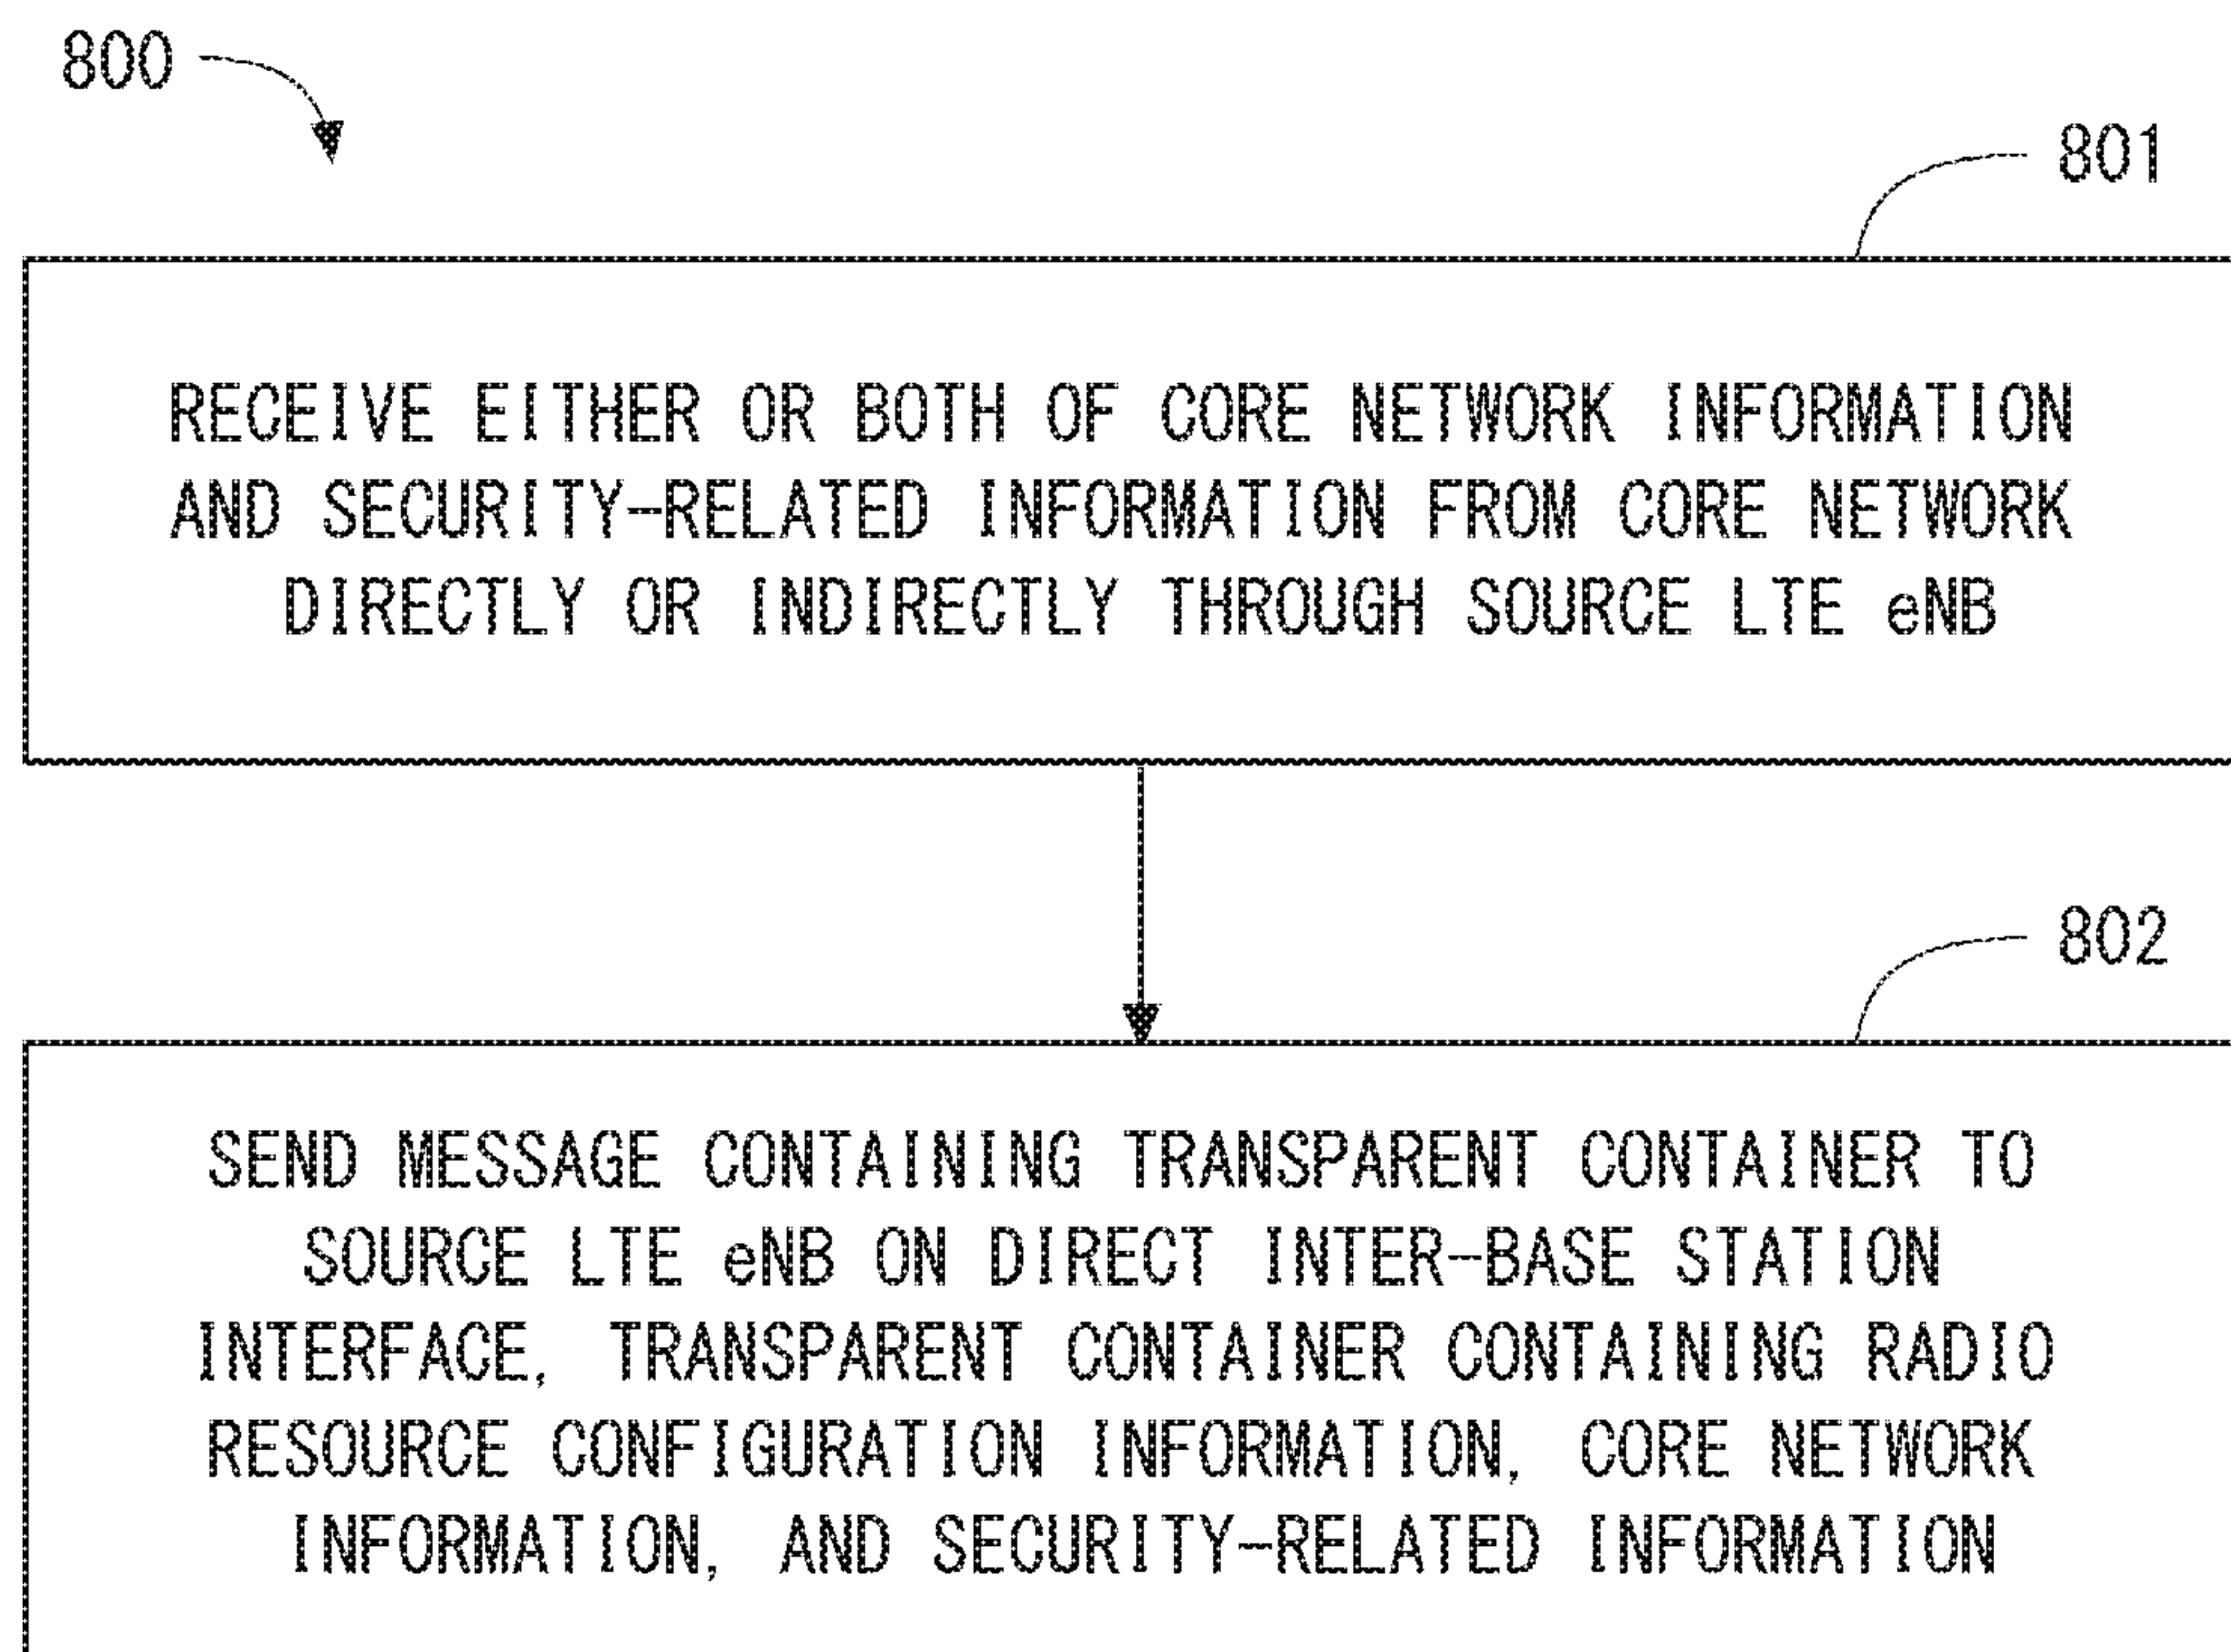 800
801
RECEIVE EITHER OR BOTH OF CORE NETWORK INFORMATION
AND SECURITY-RELATED INFORMATION FROM CORE NETWORK
DIRECTLY OR INDIRECTLY THROUGH SOURCE LTE eNB
802
SEND MESSAGE CONTAINING TRANSPARENT CONTAINER TO
SOURCE LTE eNB ON DIRECT INTER-BASE STATION
INTERFACE, TRANSPARENT CONTAINER CONTAINING RADIO
RESOURCE CONFIGURATION INFORMATION, CORE NETWORK
INFORMATION, AND SECURITY-RELATED INFORMATION